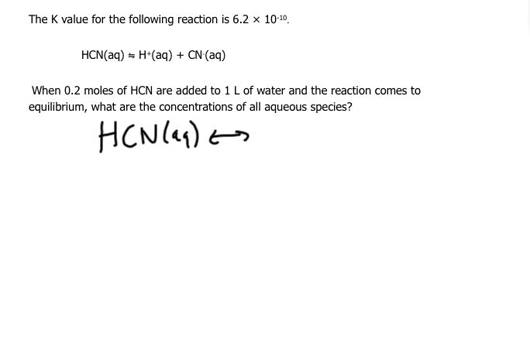 The K value for the following reaction is 6.2 × 10⁻¹⁰.
HCN(aq) ⇋ H⁺(aq) + CN⁻(aq)
When 0.2 moles of HCN are added to 1 L of water and the reaction comes to
equilibrium, what are the concentrations of all aqueous species?
HCN(aq) ↔